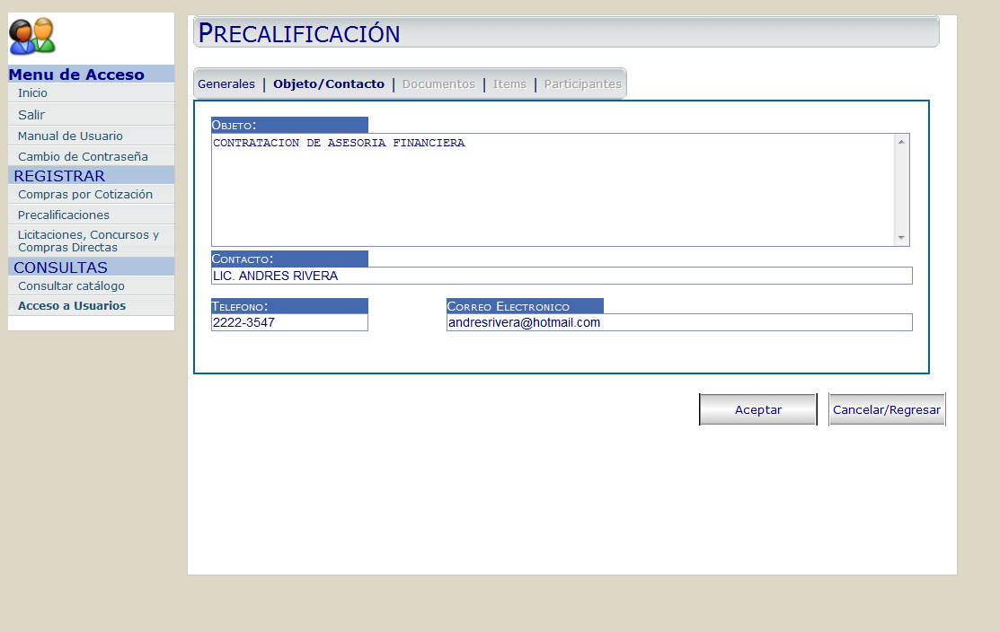 PRECALIFICACIÓN
Menu de Acceso
Inicio
Salir
Manual de Usuario
Cambio de Contraseña
REGISTRAR
Compras por Cotización
Precalificaciones
Licitaciones, Concursos y
Compras Directas
CONSULTAS
Consultar catálogo
Acceso a Usuarios
Generales | Objeto/Contacto | Documentos | Items | Participantes
OBJETO:
CONTRATACION DE ASESORIA FINANCIERA
CONTACTO:
LIC. ANDRES RIVERA
TELEFONO: CORREO ELECTRONICO
2222-3547 andresrivera@hotmail.com
Aceptar Cancelar/Regresar